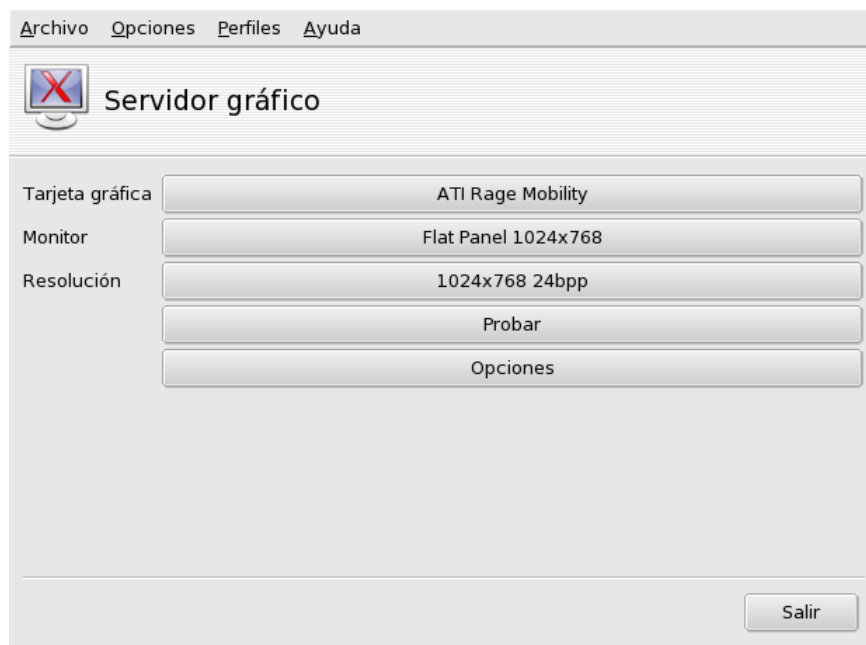 Archivo Opciones Perfiles Ayuda
Servidor gráfico
Tarjeta gráfica ATI Rage Mobility
Monitor Flat Panel 1024x768
Resolución 1024x768 24bpp
Probar
Opciones
Salir